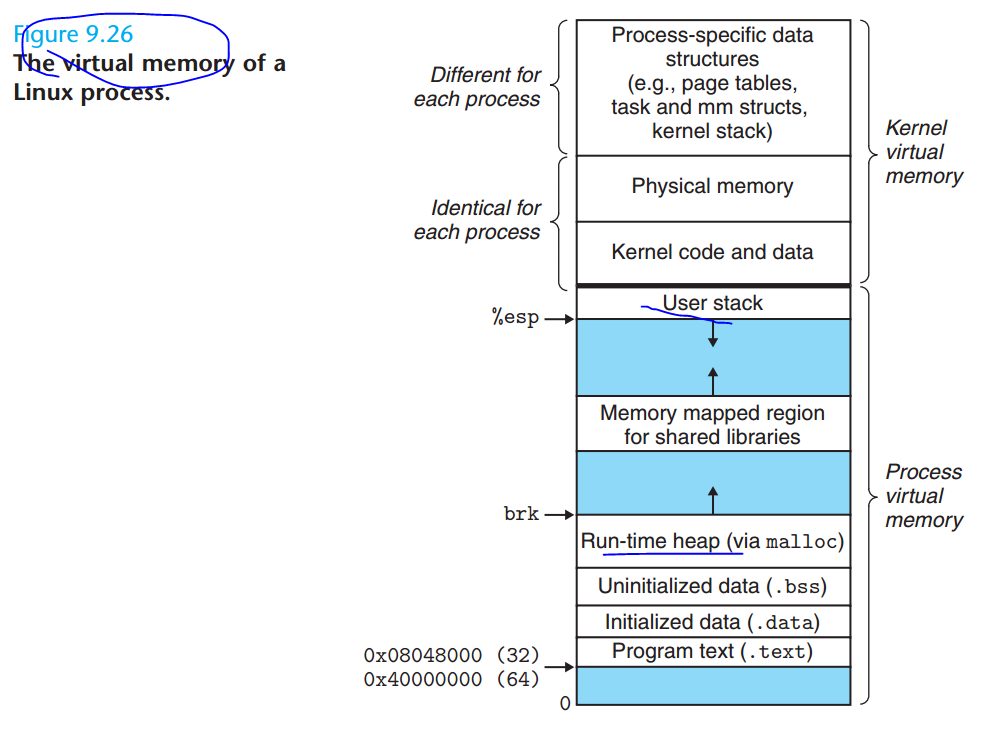 Figure 9.26
The virtual memory of a
Linux process.
Different for
each process
Process-specific data
structures
(e.g., page tables,
task and mm structs,
kernel stack)
Kernel
virtual
memory
Identical for
each process
Physical memory
Kernel code and data
User stack
%esp
Memory mapped region
for shared libraries
Process
virtual
memory
brk
Run-time heap (via malloc)
Uninitialized data (.bss)
Initialized data (.data)
Program text (.text)
0x08048000 (32)
0x40000000 (64)
0